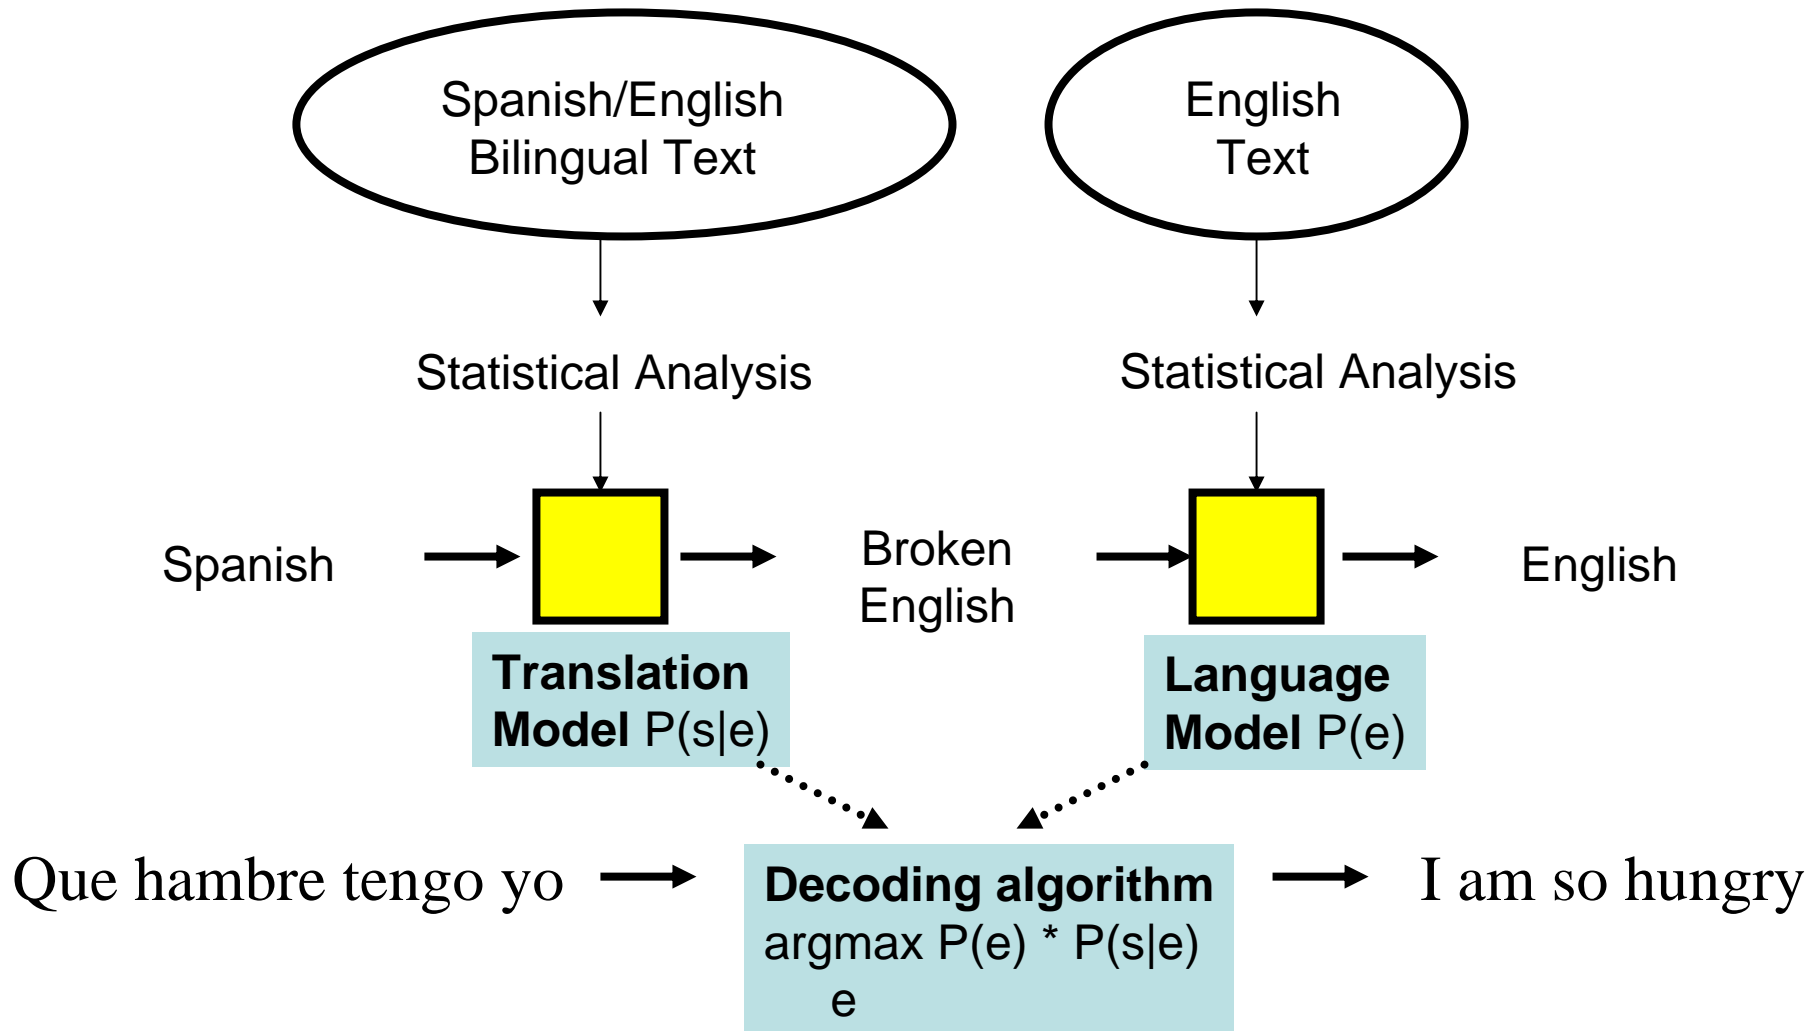 Spanish/English
Bilingual Text
English
Text
Statistical Analysis
Statistical Analysis
Spanish
Broken
English
English
Translation
Model P(s|e)
Language
Model P(e)
Que hambre tengo yo
Decoding algorithm
argmax P(e) * P(s|e)
e
I am so hungry